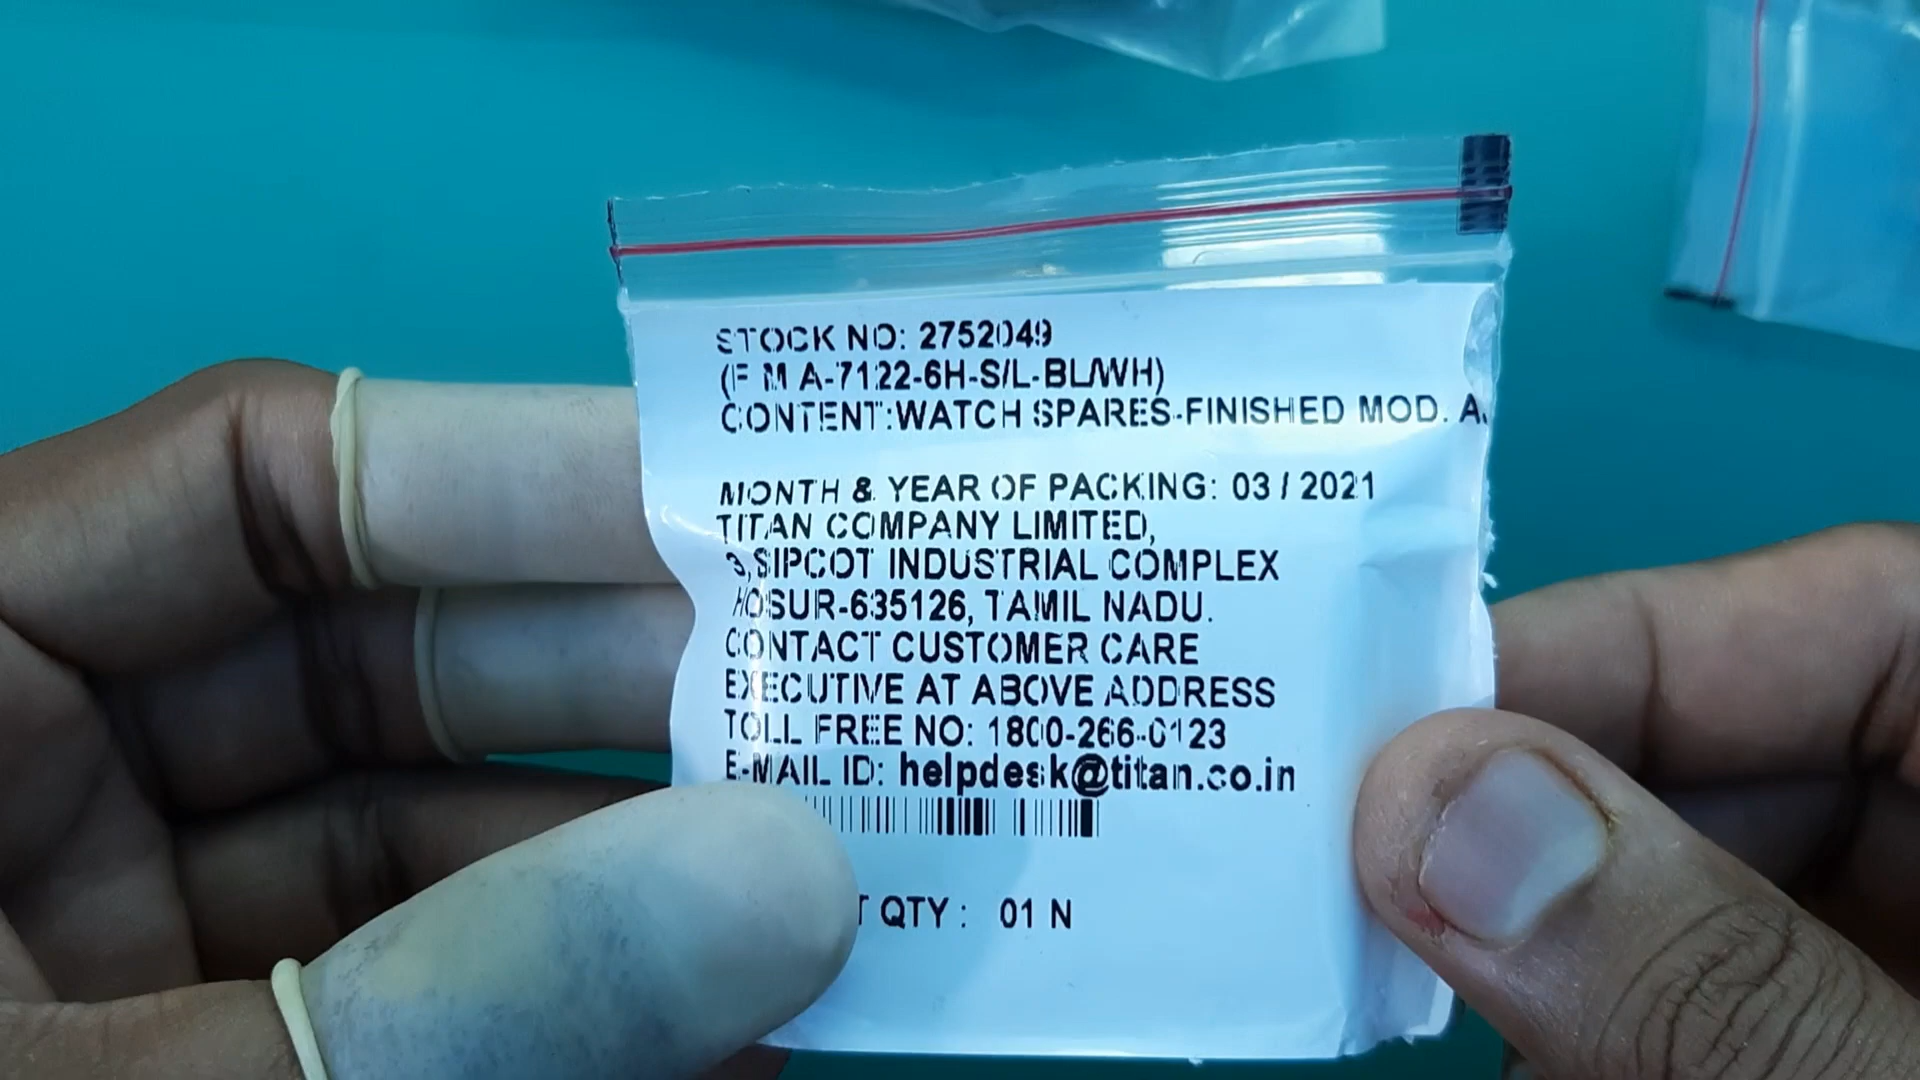 STOCK NO: 2752049
(F M A-7122-6H-S/L-BL/WH)
CONTENT:WATCH SPARES-FINISHED MOD. A.
MONTH & YEAR OF PACKING: 03 / 2021
TITAN COMPANY LIMITED,
3,SIPCOT INDUSTRIAL COMPLEX
HOSUR-635126, TAMIL NADU.
CONTACT CUSTOMER CARE
EXECUTIVE AT ABOVE ADDRESS
TOLL FREE NO: 1800-266-0123
E-MAIL ID: helpdesk@titan.co.in
T QTY : 01 N